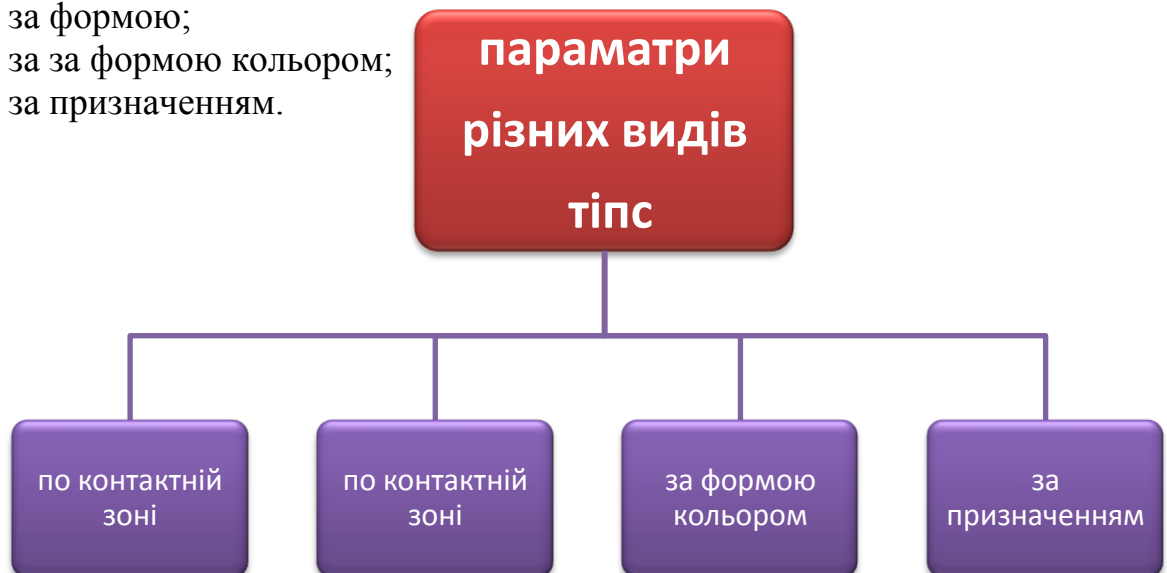 за формою;
за за формою кольором;
за призначенням.
параматри
різних видів
тіпс
по контактній
зоні
по контактній
зоні
за формою
кольором
за
призначенням